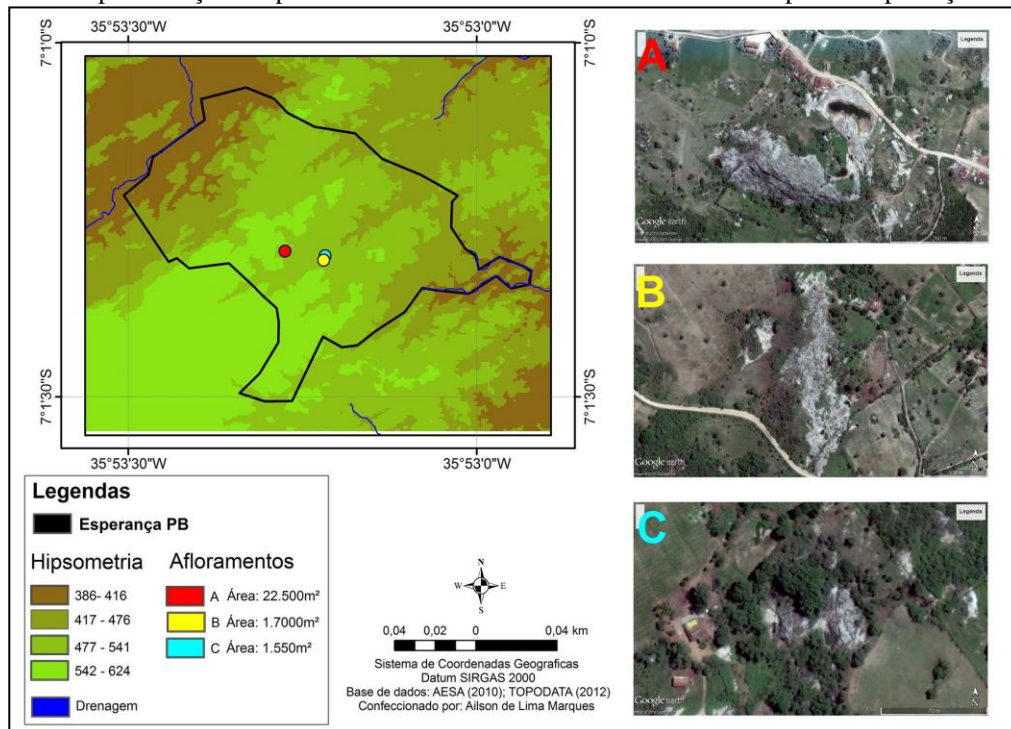 35°53'30"W
35°53'0"W
7°1'0"S
7°1'0"S
7°1'30"S
7°1'30"S
35°53'30"W
35°53'0"W
Legendas
Esperança PB
Hipsometria
386- 416
417 - 476
477 - 541
542 - 624
Drenagem
Afloramentos
A Área: 22.500m²
B Área: 1.7000m²
C Área: 1.550m²
N
W E
S
0,04 0,02 0 0,04 km
Sistema de Coordenadas Geograficas
Datum SIRGAS 2000
Base de dados: AESA (2010); TOPODATA (2012)
Confeccionado por: Ailson de Lima Marques
A
Legenda
Google earth
B
Legenda
Google earth
N
C
Legenda
Google earth
N